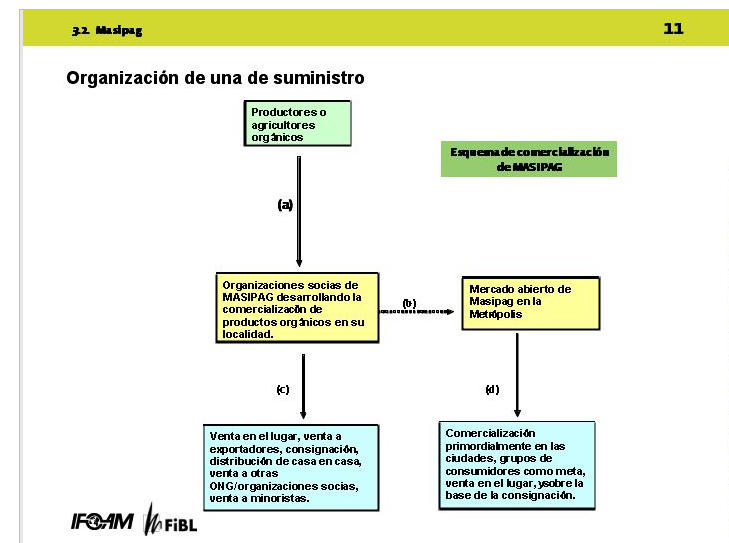 3.2. Masipag
11
Organización de una de suministro
Productores o
agricultores
orgánicos
Esquema de comercialización
de MASIPAG
(a)
Organizaciones socias de
MASIPAG desarrollando la
comercialización de
productos orgánicos en su
localidad.
(b)
Mercado abierto de
Masipag en la
Metrópolis
(c)
(d)
Venta en el lugar, venta a
exportadores, consignación,
distribución de casa en casa,
venta a otras
ONG/organizaciones socias,
venta a minoristas.
Comercialización
primordialmente en las
ciudades, grupos de
consumidores como meta,
venta en el lugar, ysobre la
base de la consignación.
IFOAM FiBL